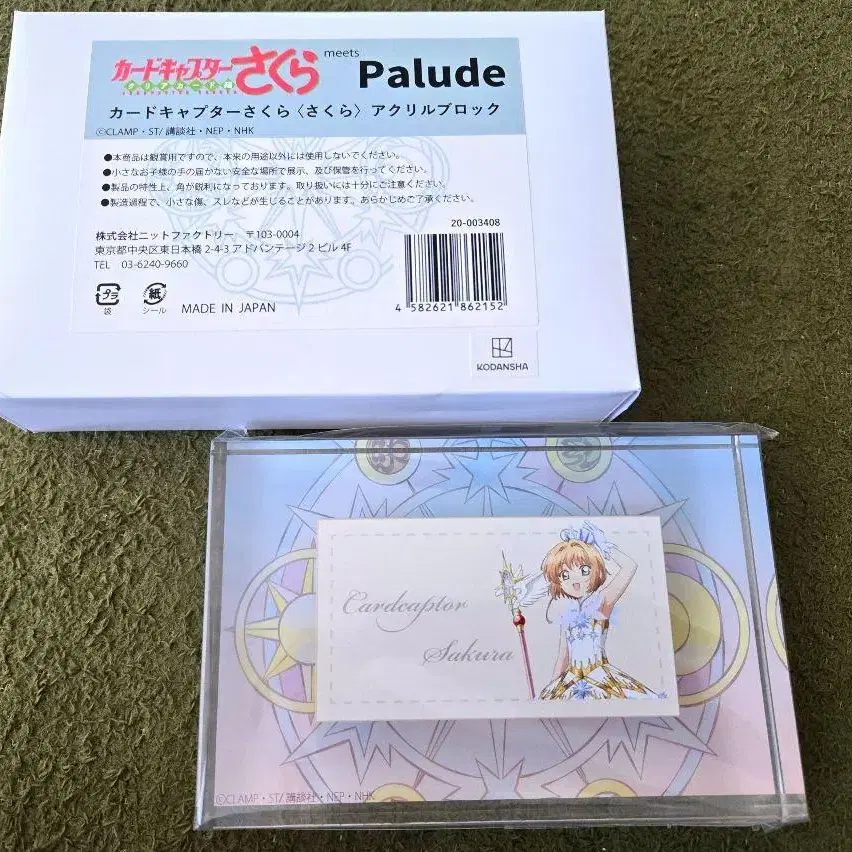 カードキャプターさくら
クリアカード編
meets
Palude
カードキャプターさくら〈さくら〉アクリルブロック
©CLAMP・ST/ 講談社・NEP・NHK
●本商品は観賞用ですので、本来の用途以外には使用しないでください。
●小さなお子様の手の届かない安全な場所で展示、及び保管を行ってください。
●製品の特性上、角が鋭利になっております。取り扱いには十分にご注意ください。
●製造過程で、小さな傷、スレなどが生じることがあります。あらかじめご了承ください。
20-003408
株式会社ニットファクトリー 〒103-0004
東京都中央区東日本橋 2-4-3 アドバンテージ 2 ビル 4F
TEL 03-6240-9660
プラ
袋
紙
シール
MADE IN JAPAN
4 582621 862152
KODANSHA
Cardcaptor
Sakura
©CLAMP・ST/ 講談社・NEP・NHK